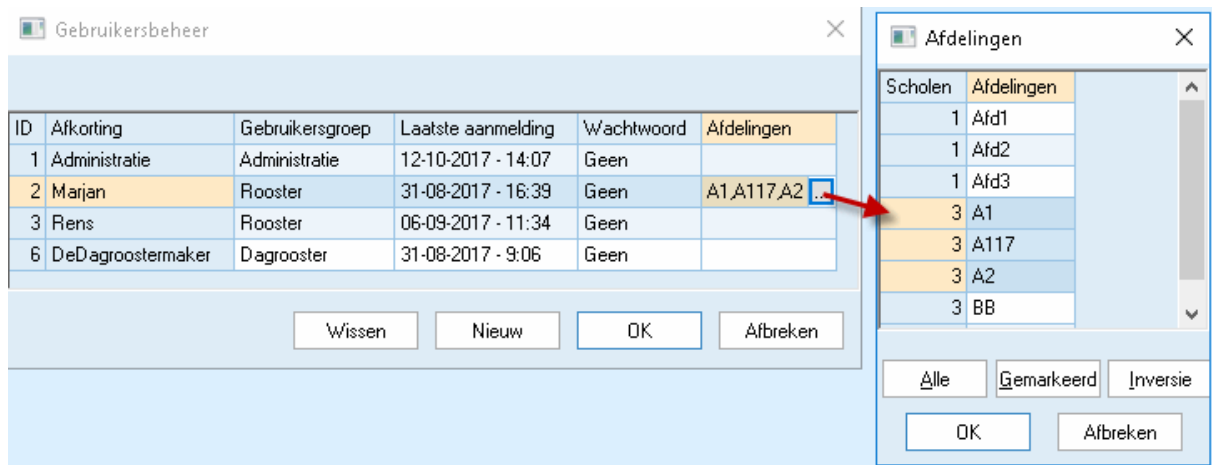 Gebruikersbeheer
ID Afkorting Gebruikersgroep Laatste aanmelding Wachtwoord Afdelingen
1 Administratie Administratie 12-10-2017 - 14:07 Geen
2 Marjan Rooster 31-08-2017 - 16:39 Geen A1,A117,A2 ...
3 Rens Rooster 06-09-2017 - 11:34 Geen
6 DeDagroostermaker Dagrooster 31-08-2017 - 9:06 Geen
Wissen Nieuw OK Afbreken
Afdelingen
Scholen Afdelingen
1 Afd1
1 Afd2
1 Afd3
3 A1
3 A117
3 A2
3 BB
Alle Gemarkeerd Inversie
OK Afbreken